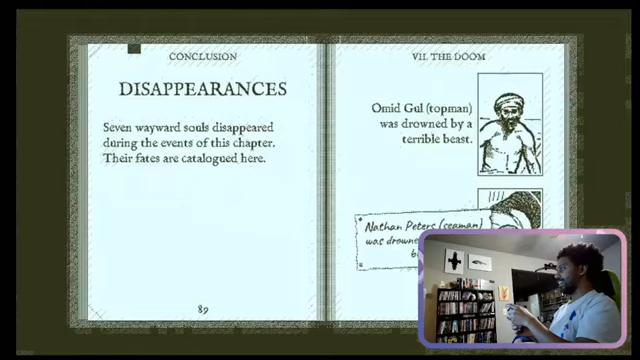 CONCLUSION
DISAPPEARANCES
Seven wayward souls disappeared
during the events of this chapter.
Their fates are catalogued here.
89
VII. THE DOOM
Omid Gul (topman)
was drowned by a
terrible beast.
Nathan Peters (seaman)
was drowne
b